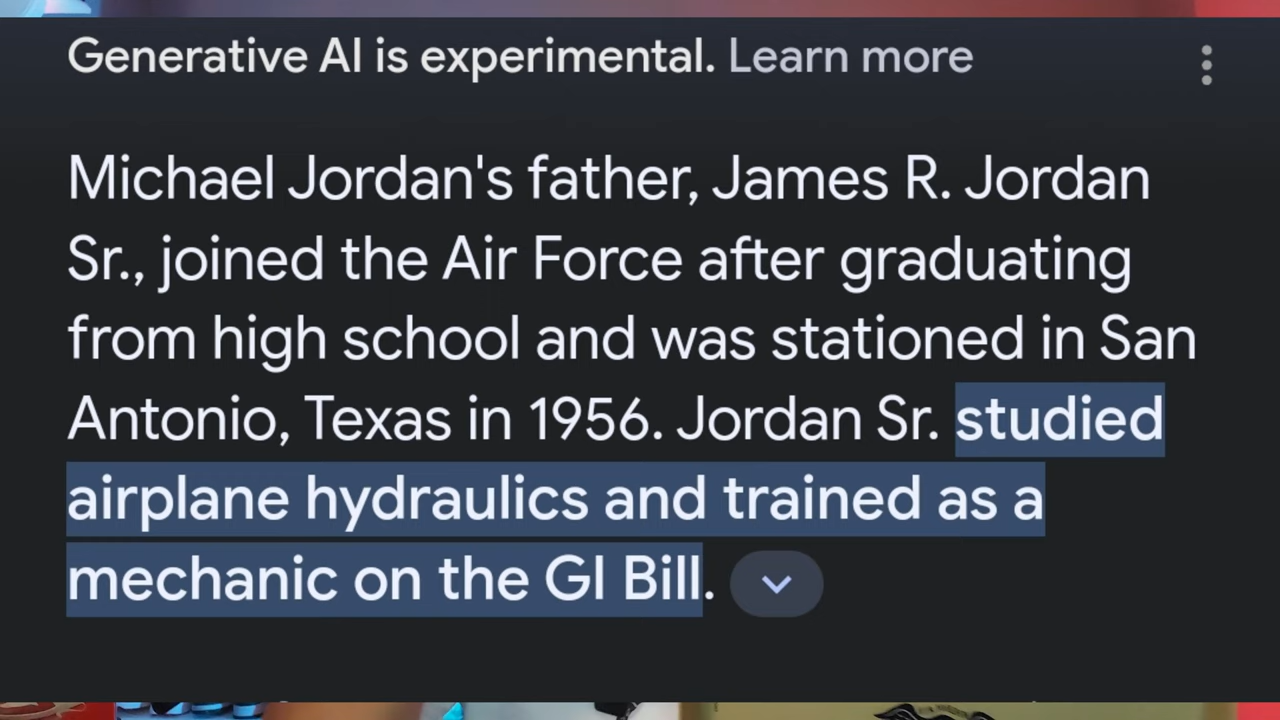 Generative AI is experimental. Learn more
Michael Jordan's father, James R. Jordan
Sr., joined the Air Force after graduating
from high school and was stationed in San
Antonio, Texas in 1956. Jordan Sr. studied
airplane hydraulics and trained as a
mechanic on the GI Bill.